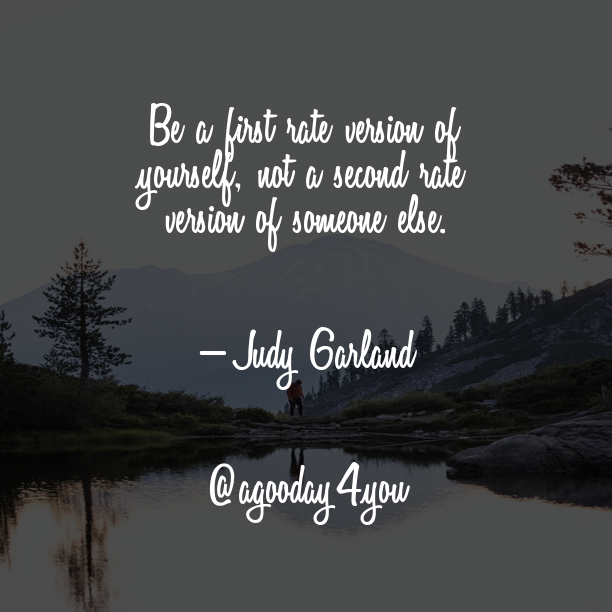 Be a first rate version of
yourself, not a second rate
version of someone else.
– Judy Garland
@agooday4you